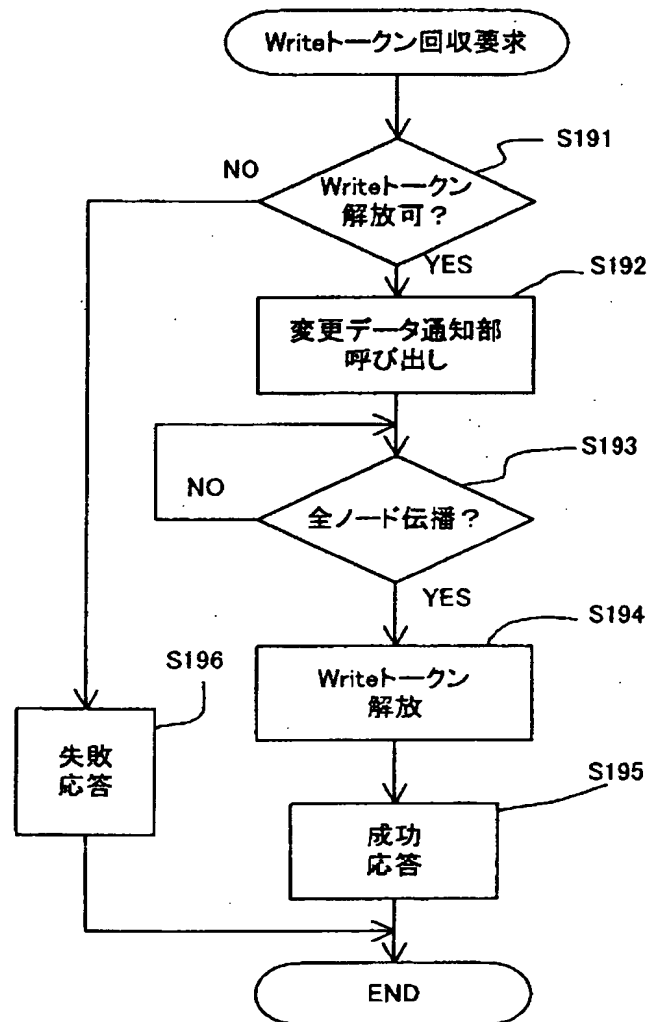 Writeトークン回収要求
S191
NO
Writeトークン
解放可？
YES
S192
変更データ通知部
呼び出し
S193
NO
全ノード伝播？
YES
S194
Writeトークン
解放
S196
失敗
応答
S195
成功
応答
END